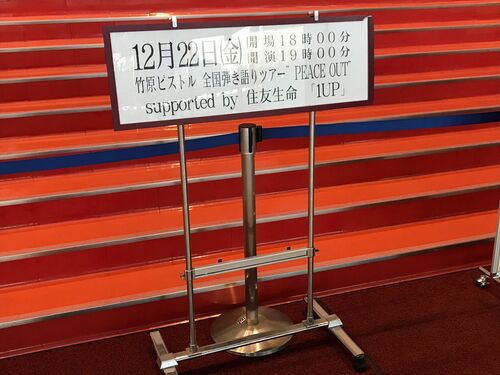 12月22日㈮ 開場18時00分
開演19時00分
竹原ピストル 全国弾き語りツアー"PEACE OUT"
supported by 住友生命 「1UP」